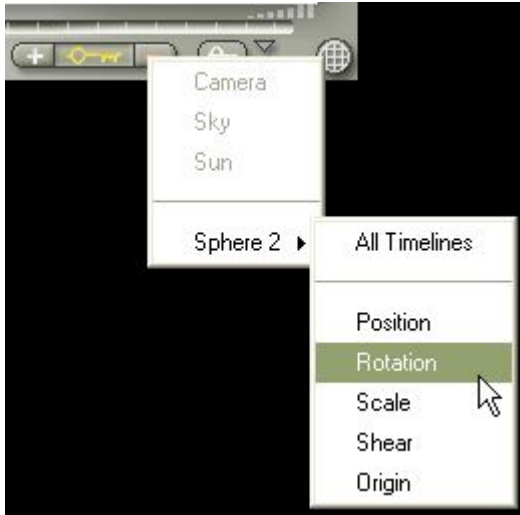 Camera
Sky
Sun
Sphere 2
All Timelines
Position
Rotation
Scale
Shear
Origin